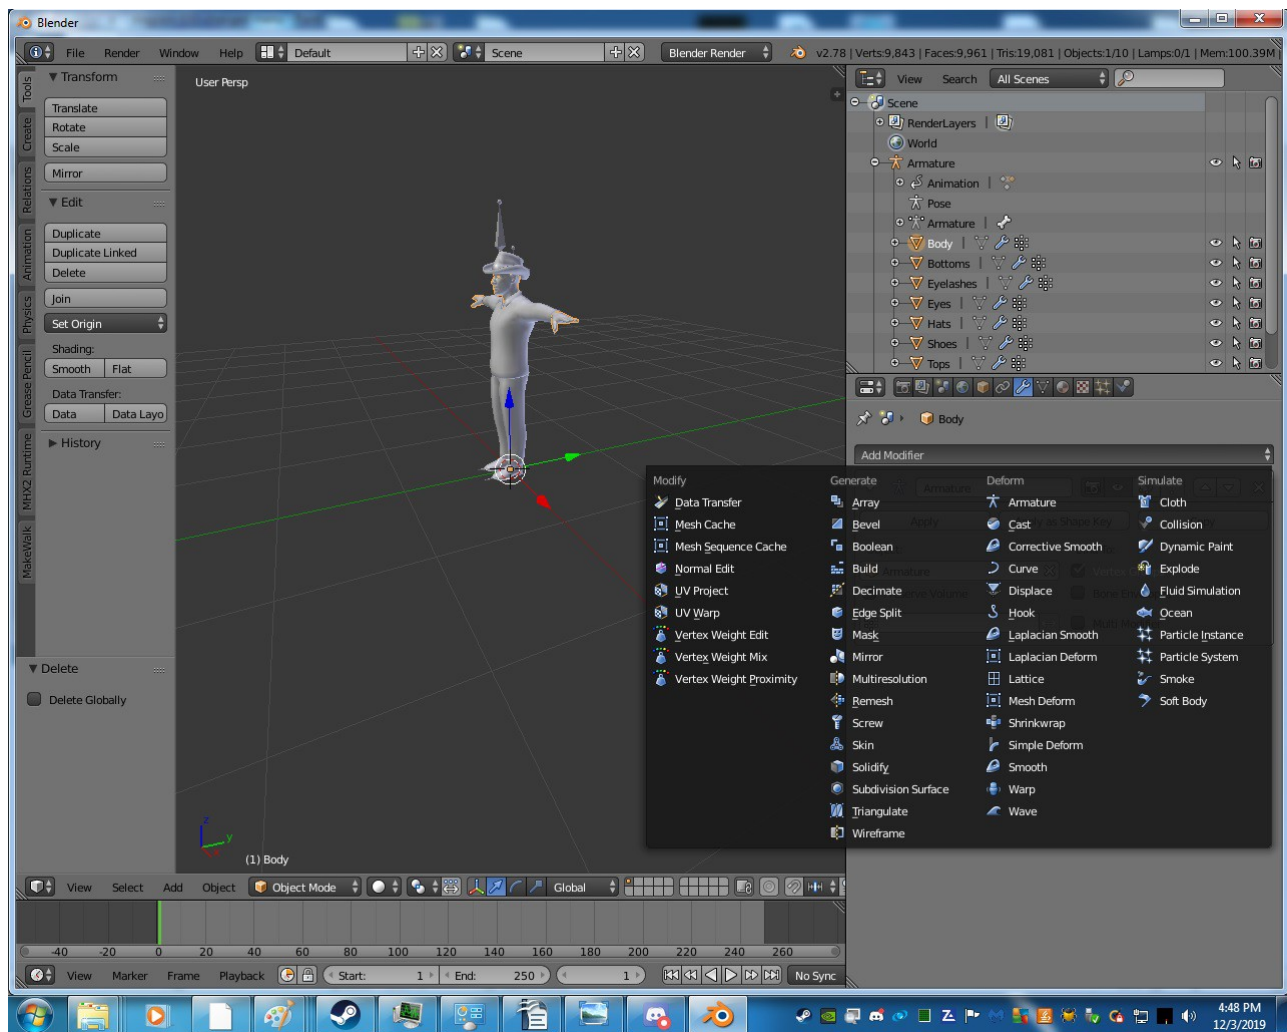 Blender
File Render Window Help Default Scene Blender Render v2.78 | Verts:9,843 | Faces:9,961 | Tris:19,081 | Objects:1/10 | Lamps:0/1 | Mem:100.39M
Tools
Create
Relations
Animation
Physics
Grease Pencil
MHX2 Runtime
MakeWalk
Transform
Translate
Rotate
Scale
Mirror
Edit
Duplicate
Duplicate Linked
Delete
Join
Set Origin
Shading:
Smooth Flat
Data Transfer:
Data Data Layo
History
Delete
Delete Globally
User Persp
z
y
(1) Body
View Search All Scenes
Scene
RenderLayers
World
Armature
Animation
Pose
Armature
Body
Bottoms
Eyelashes
Eyes
Hats
Shoes
Tops
Body
Add Modifier
Modify
Data Transfer
Mesh Cache
Mesh Sequence Cache
Normal Edit
UV Project
UV Warp
Vertex Weight Edit
Vertex Weight Mix
Vertex Weight Proximity
Generate
Array
Bevel
Boolean
Build
Decimate
Edge Split
Mask
Mirror
Multiresolution
Remesh
Screw
Skin
Solidify
Subdivision Surface
Triangulate
Wireframe
Deform
Armature
Cast
Corrective Smooth
Curve
Displace
Hook
Laplacian Smooth
Laplacian Deform
Lattice
Mesh Deform
Shrinkwrap
Simple Deform
Smooth
Warp
Wave
Simulate
Cloth
Collision
Dynamic Paint
Explode
Fluid Simulation
Ocean
Particle Instance
Particle System
Smoke
Soft Body
Armature
Apply
Armature
View Select Add Object Object Mode Global
-40 -20 0 20 40 60 80 100 120 140 160 180 200 220 240 260
View Marker Frame Playback Start: 1 End: 250 1 No Sync
4:48 PM
12/3/2019